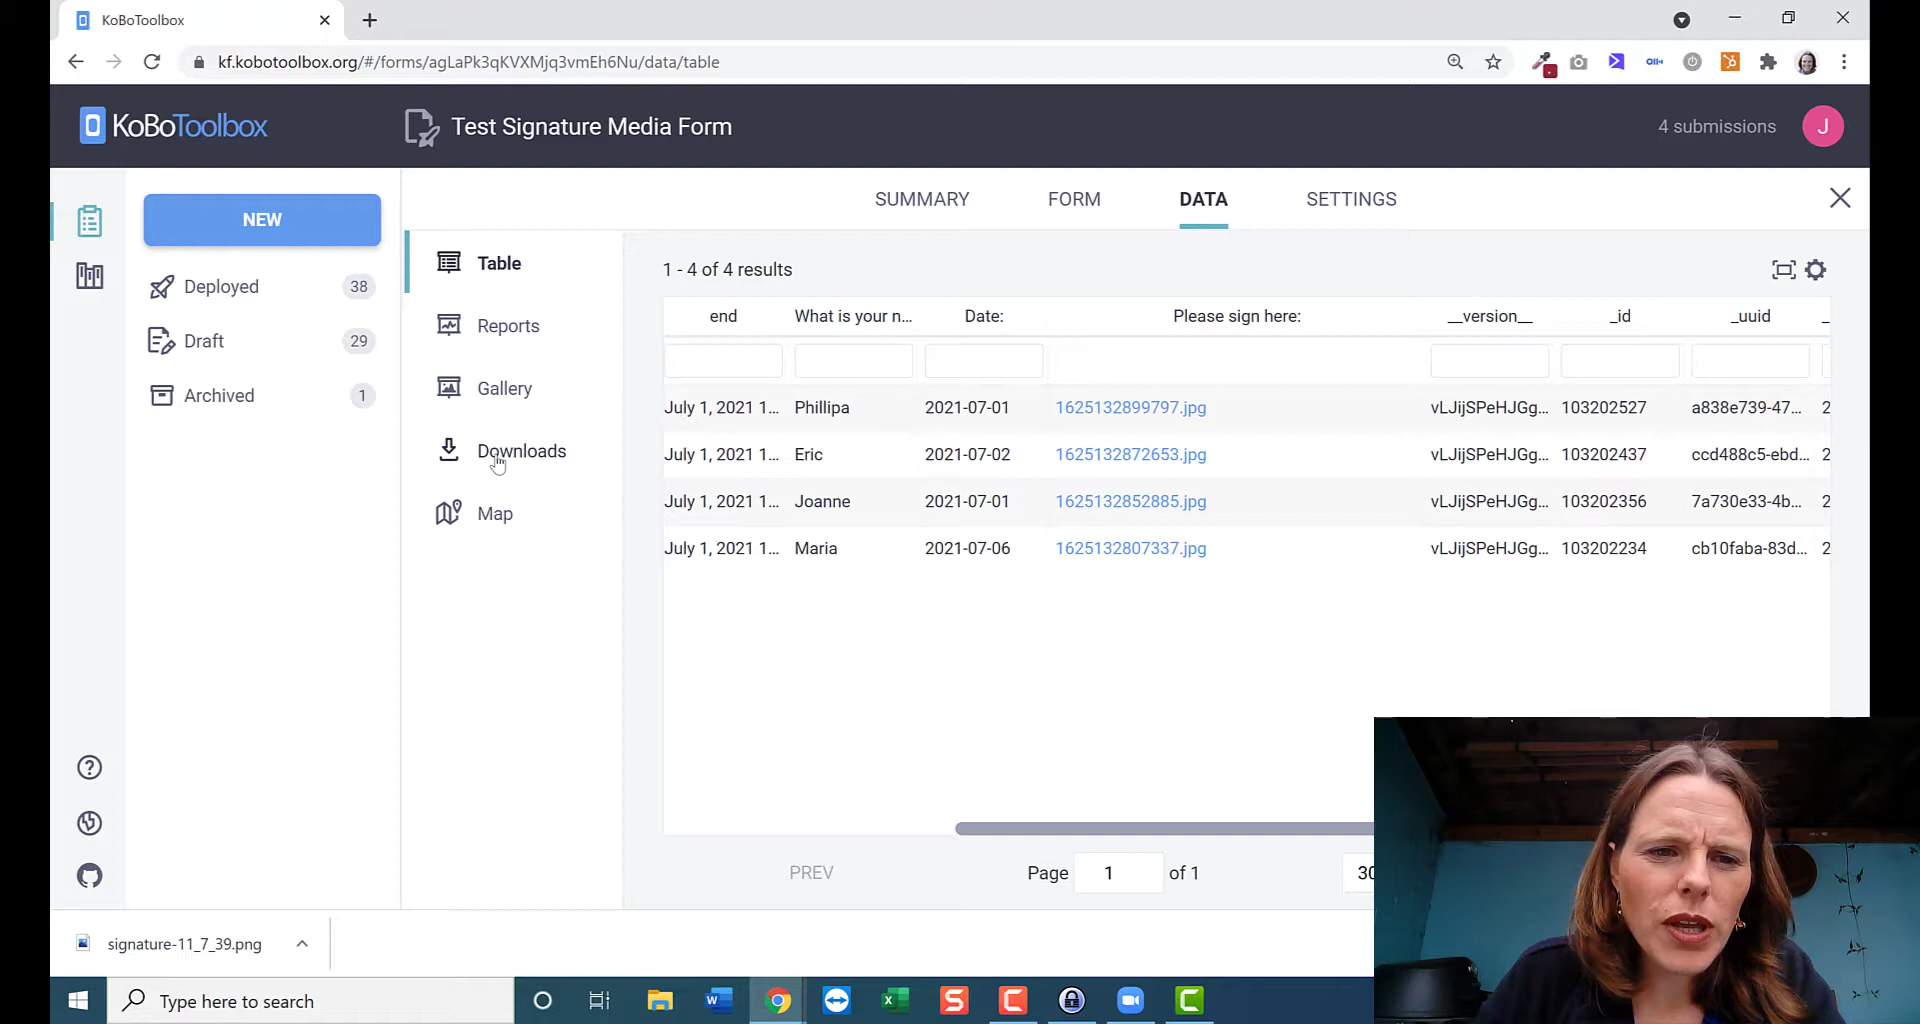 KoBoToolbox
kf.kobotoolbox.org/#/forms/agLaPk3qKVXMjq3vmEh6Nu/data/table
KoBoToolbox
Test Signature Media Form
4 submissions
J
NEW
Deployed 38
Draft 29
Archived 1
SUMMARY FORM DATA SETTINGS
Table
Reports
Gallery
Downloads
Map
1 - 4 of 4 results
end What is your n... Date: Please sign here: __version__ _id _uuid _
July 1, 2021 1... Phillipa 2021-07-01 1625132899797.jpg vLJijSPeHJGg... 103202527 a838e739-47... 2
July 1, 2021 1... Eric 2021-07-02 1625132872653.jpg vLJijSPeHJGg... 103202437 ccd488c5-ebd... 2
July 1, 2021 1... Joanne 2021-07-01 1625132852885.jpg vLJijSPeHJGg... 103202356 7a730e33-4b... 2
July 1, 2021 1... Maria 2021-07-06 1625132807337.jpg vLJijSPeHJGg... 103202234 cb10faba-83d... 2
PREV Page 1 of 1 30
signature-11_7_39.png
Type here to search